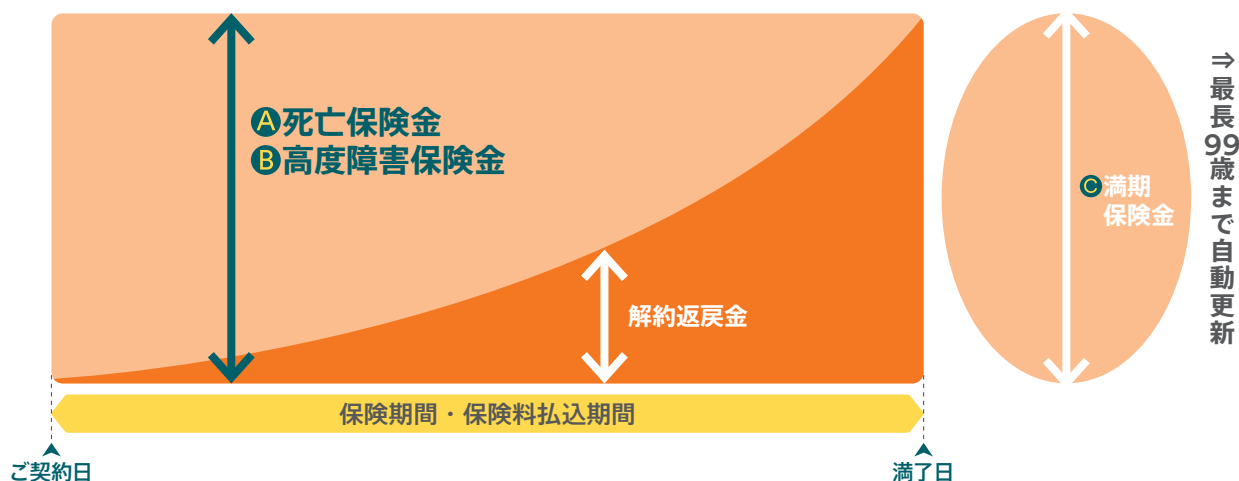 Ⓐ死亡保険金
Ⓑ高度障害保険金
解約返戻金
Ⓒ満期
保険金
⇒最長99歳まで自動更新
保険期間・保険料払込期間
ご契約日
満了日